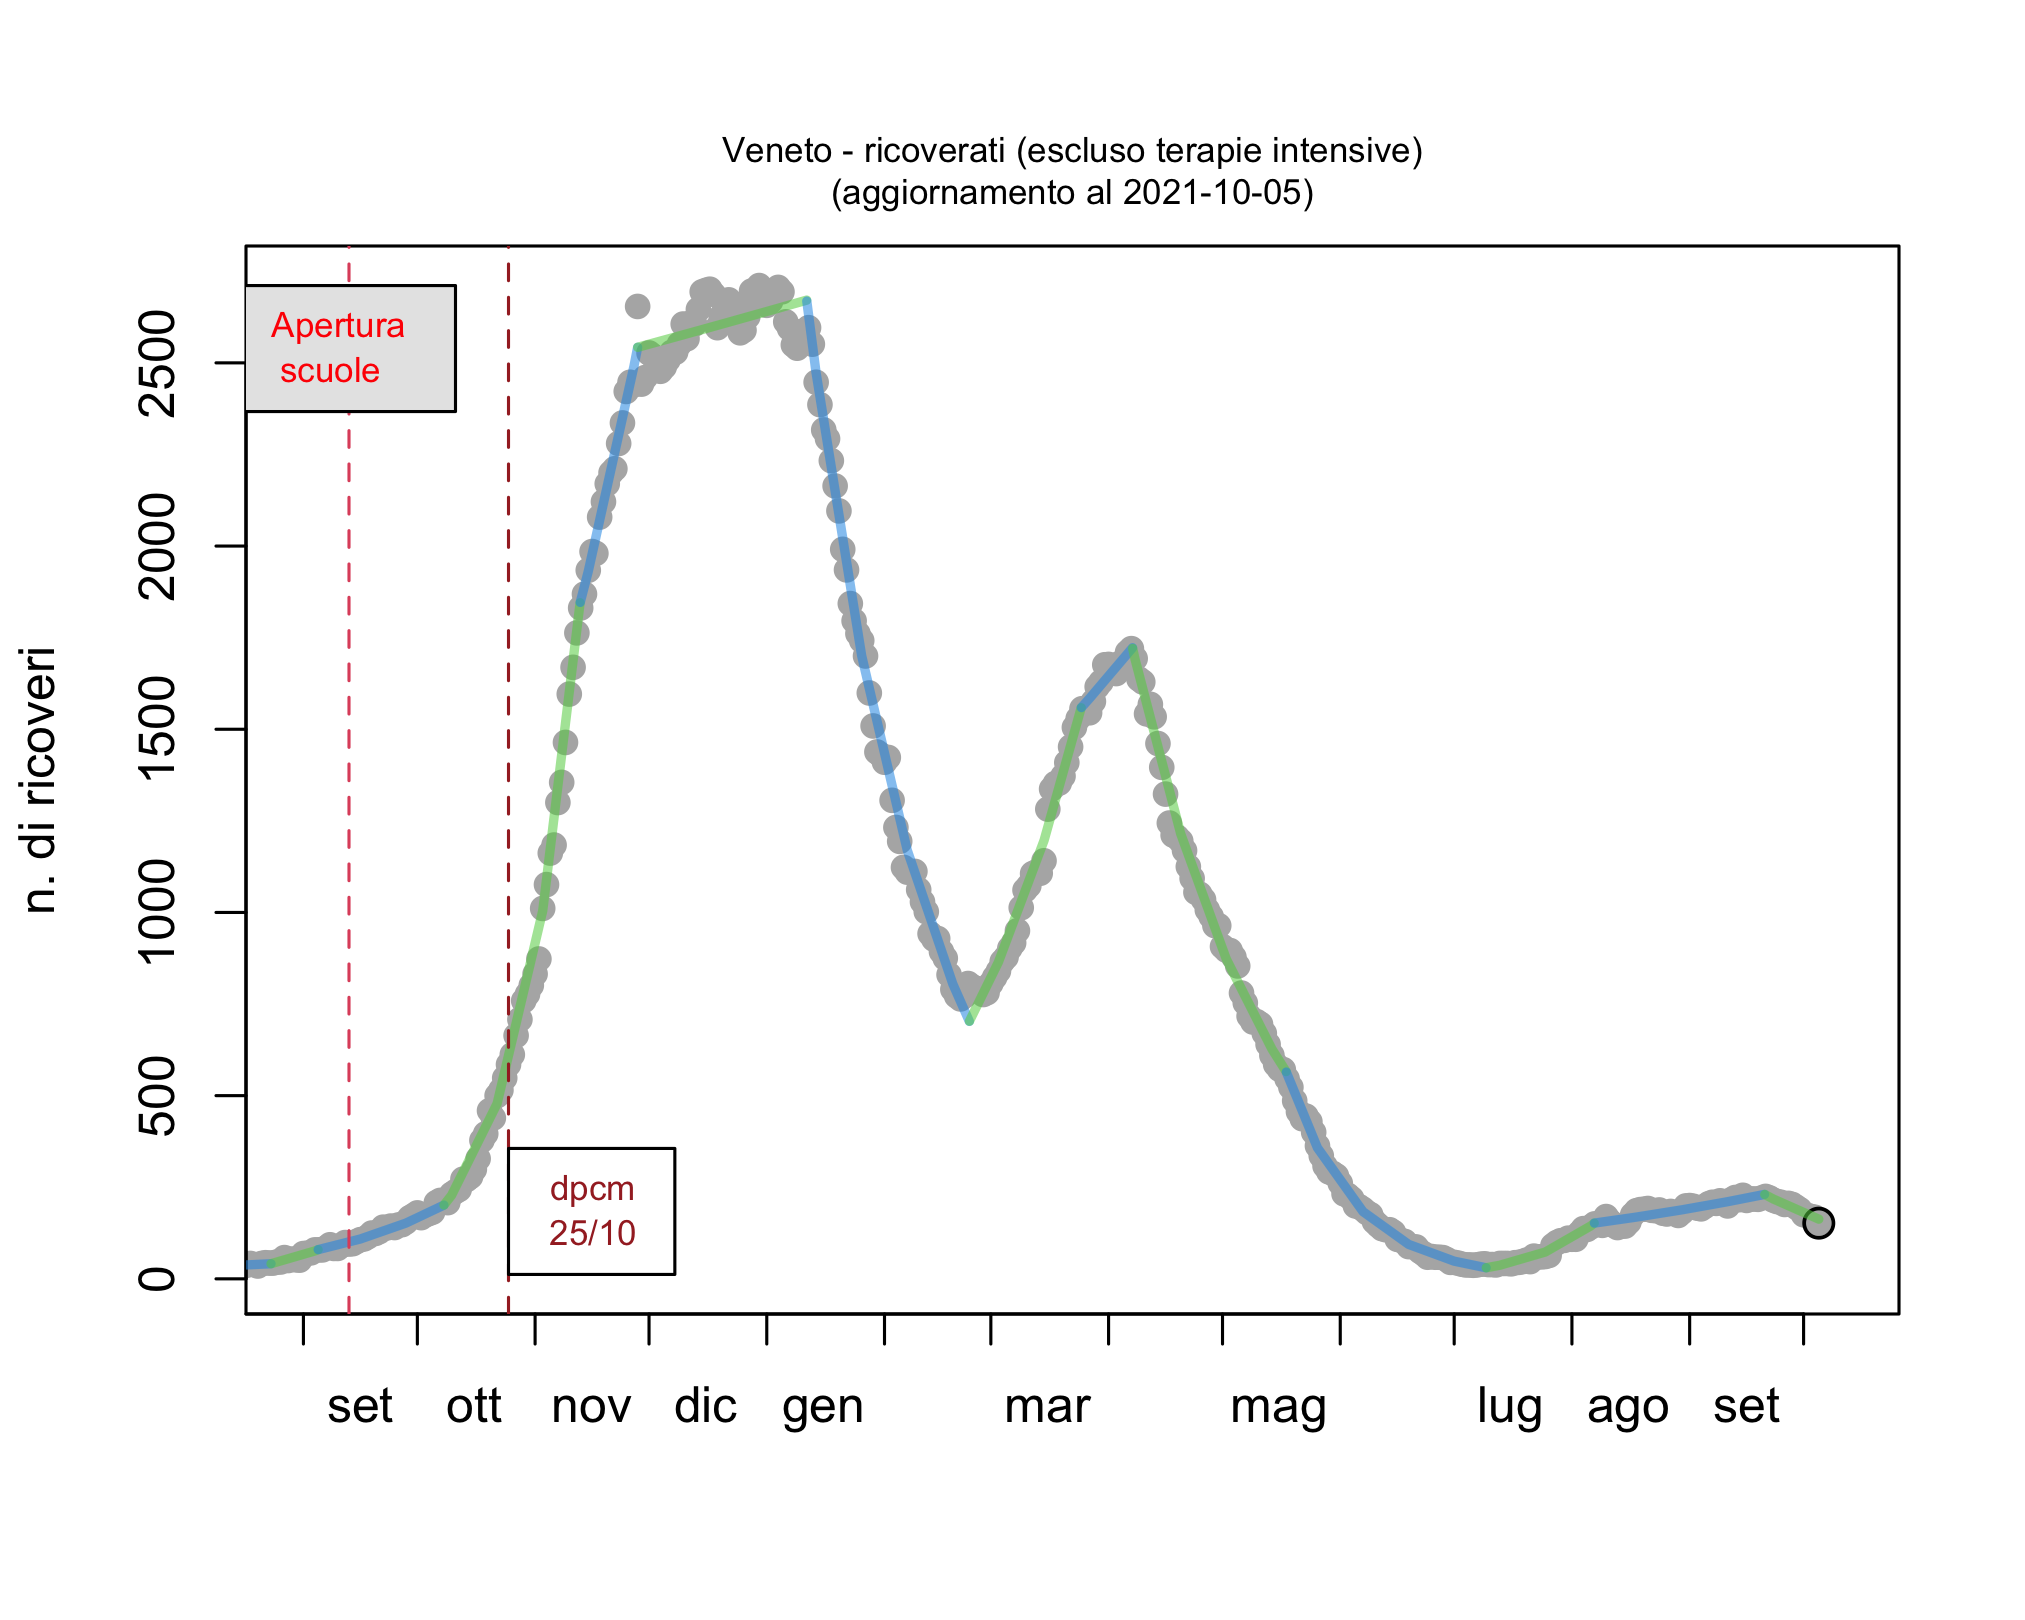 Veneto - ricoverati (escluso terapie intensive)
(aggiornamento al 2021-10-05)
n. di ricoveri
2500
2000
1500
1000
500
0
Apertura
scuole
dpcm
25/10
set ott nov dic gen mar mag lug ago set